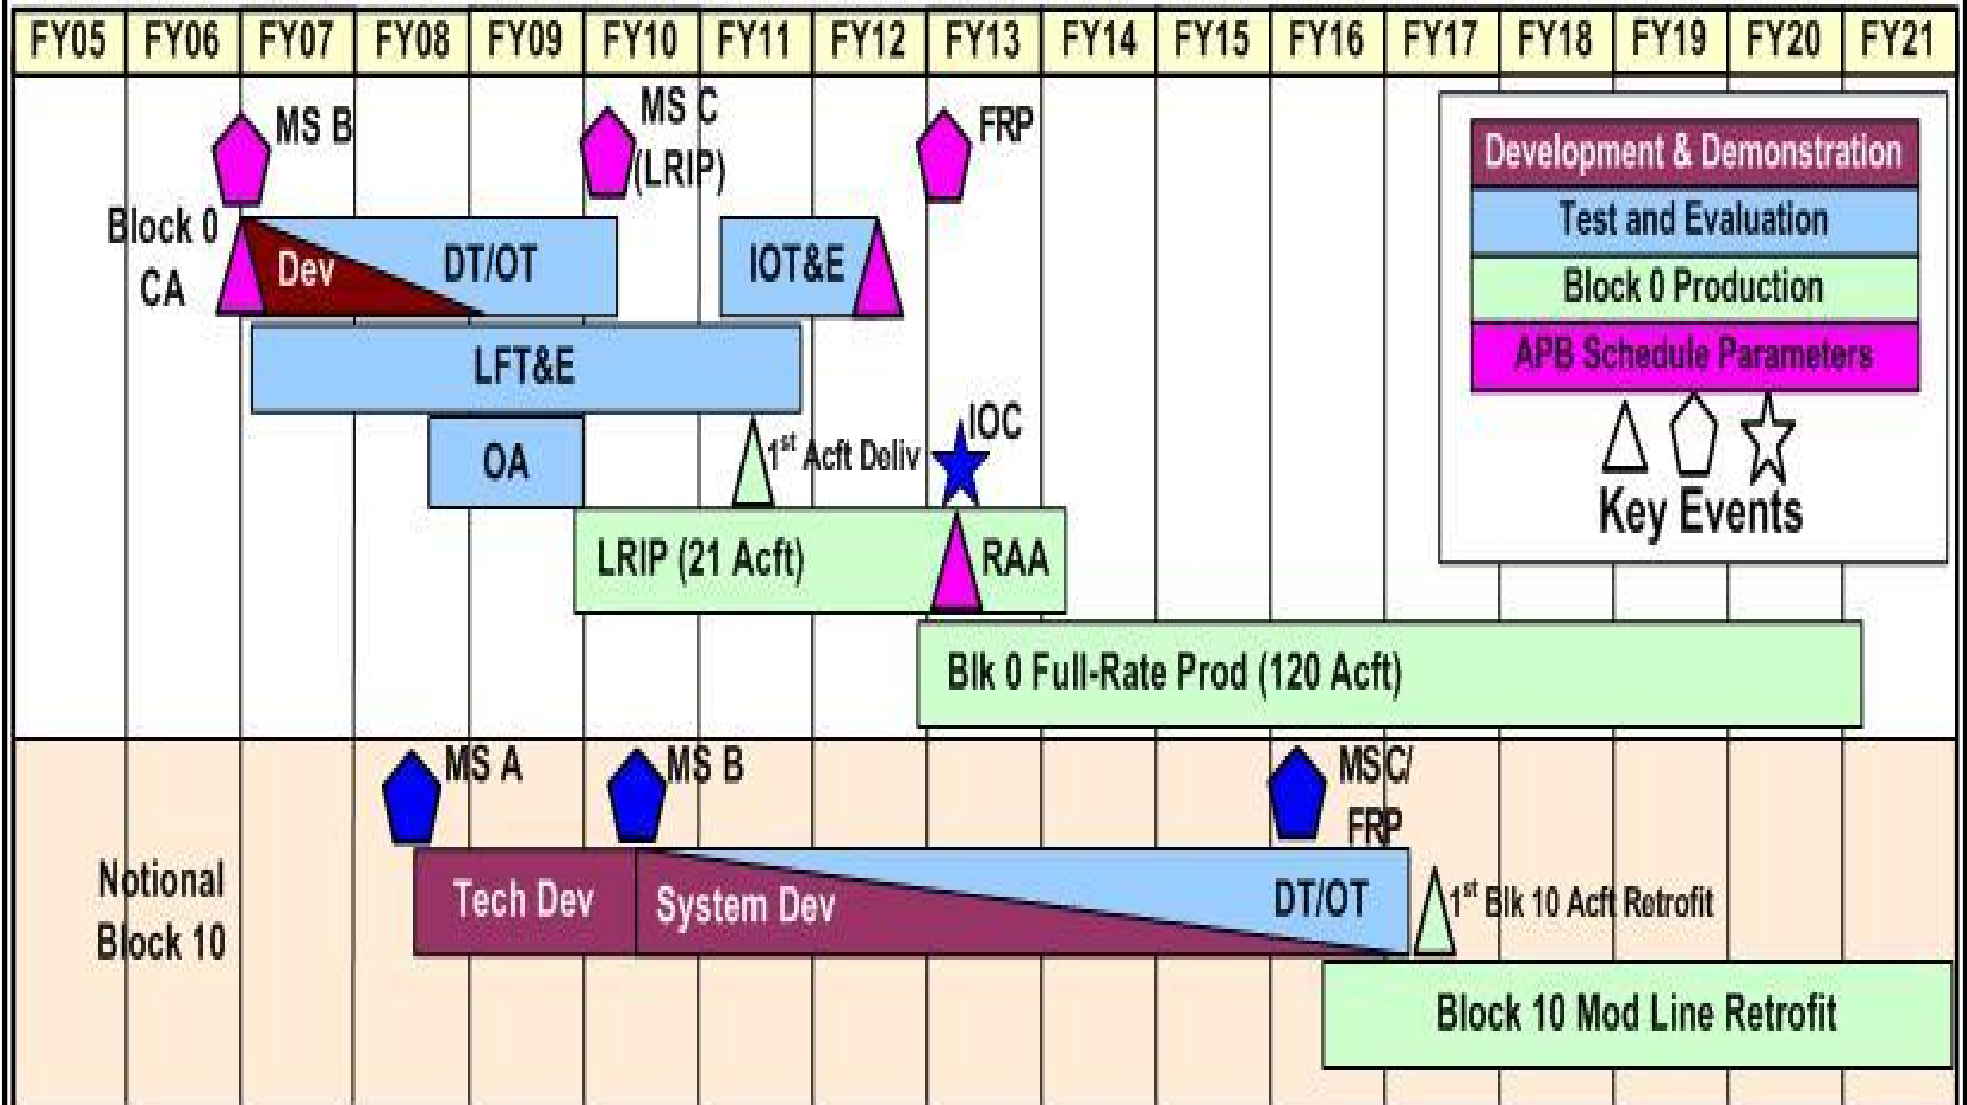 FY05 FY06 FY07 FY08 FY09 FY10 FY11 FY12 FY13 FY14 FY15 FY16 FY17 FY18 FY19 FY20 FY21
MS B
MS C
(LRIP)
FRP
Development & Demonstration
Test and Evaluation
Block 0 Production
APB Schedule Parameters
Key Events
Block 0
CA
Dev
DT/OT
IOT&E
LFT&E
OA
1st Acft Deliv
IOC
LRIP (21 Acft)
RAA
Blk 0 Full-Rate Prod (120 Acft)
MS A
MS B
MSC/
FRP
Notional
Block 10
Tech Dev
System Dev
DT/OT
1st Blk 10 Acft Retrofit
Block 10 Mod Line Retrofit